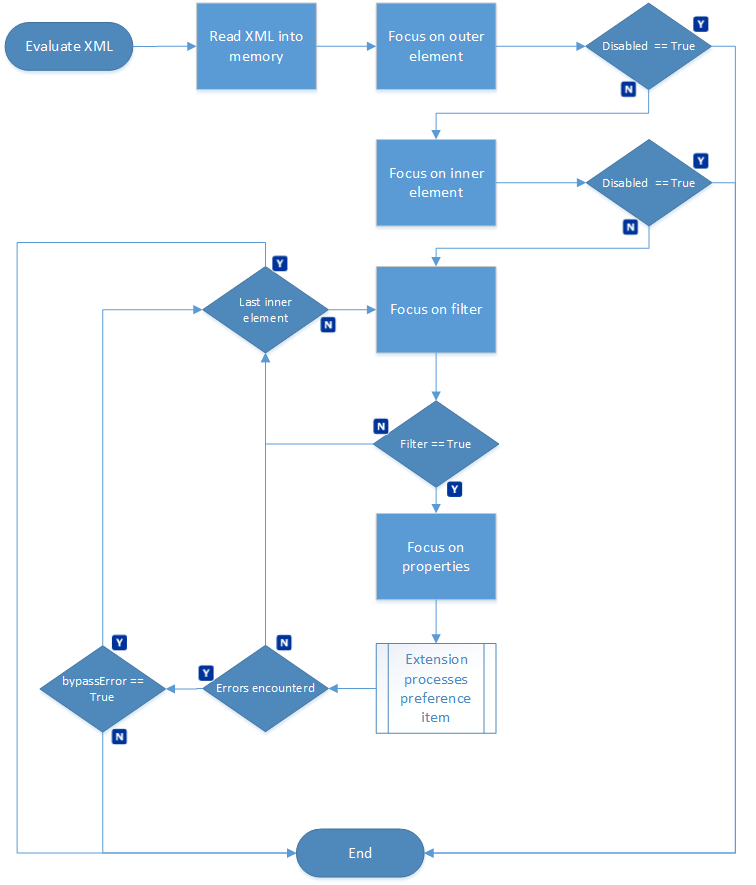 Evaluate XML
Read XML into
memory
Focus on outer
element
Disabled == True
Y
N
Focus on inner
element
Disabled == True
Y
N
Last inner
element
Y
N
Focus on filter
Filter == True
N
Y
Focus on
properties
Extension
processes
preference
item
Errors encounterd
N
Y
bypassError ==
True
Y
N
End